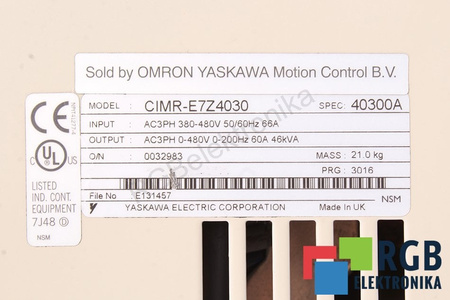 Sold by OMRON YASKAWA Motion Control B.V.
MODEL : CIMR-E7Z4030 SPEC: 40300A
INPUT : AC3PH 380-480V 50/60Hz 66A
OUTPUT : AC3PH 0-480V 0-200Hz 60A 46kVA
O/N : 0032983 MASS : 21.0 kg
PRG : 3016
File No E131457 NSM
YASKAWA ELECTRIC CORPORATION Made In UK
CE
C UL US
LISTED
IND. CONT.
EQUIPMENT
7J48 D
NSM
RGBelektronika
RGB
ELEKTRONIKA